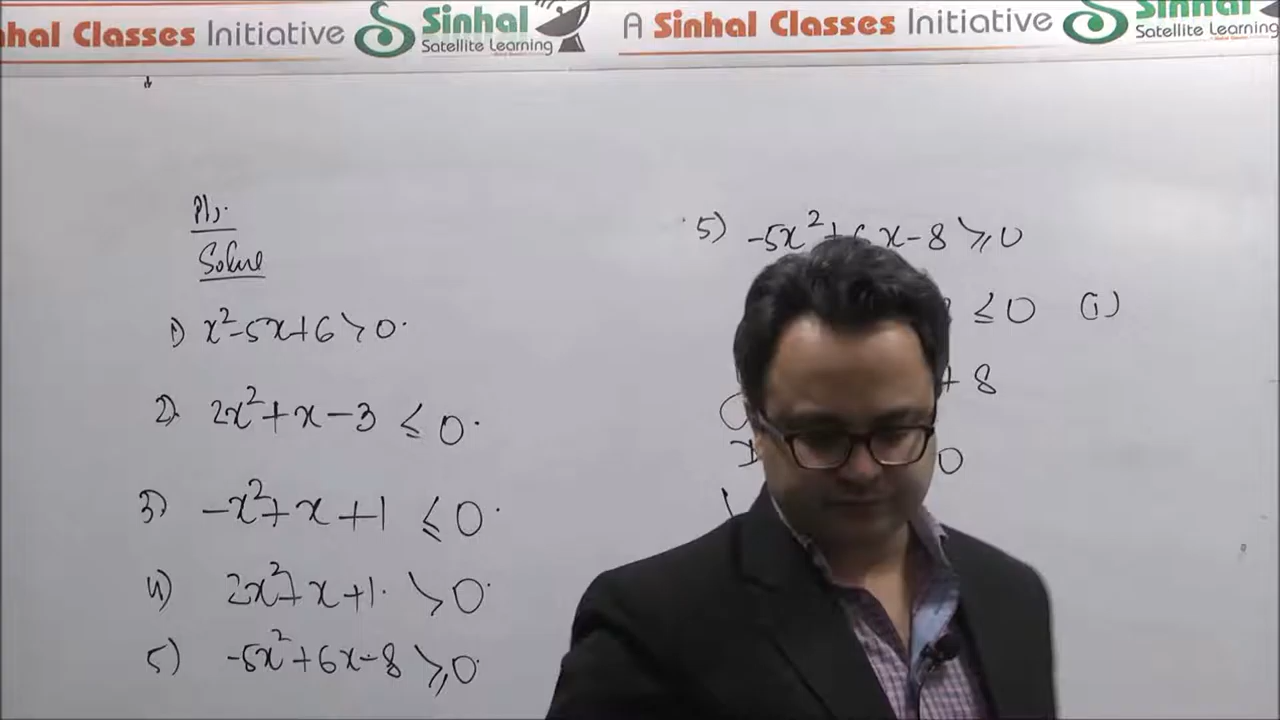 hal Classes Initiative Sinhal Satellite Learning A Sinhal Classes Initiative Sinhal Satellite Learning
Solve
1) x²-5x+6>0
2) 2x²+x-3 ≤ 0
3) -x²+x+1 ≤ 0
4) 2x²+x+1 >0
5) -5x²+6x-8 ≥0
5) -5x²+6x-8 ≥0
≤0 (i)
+ 8
0